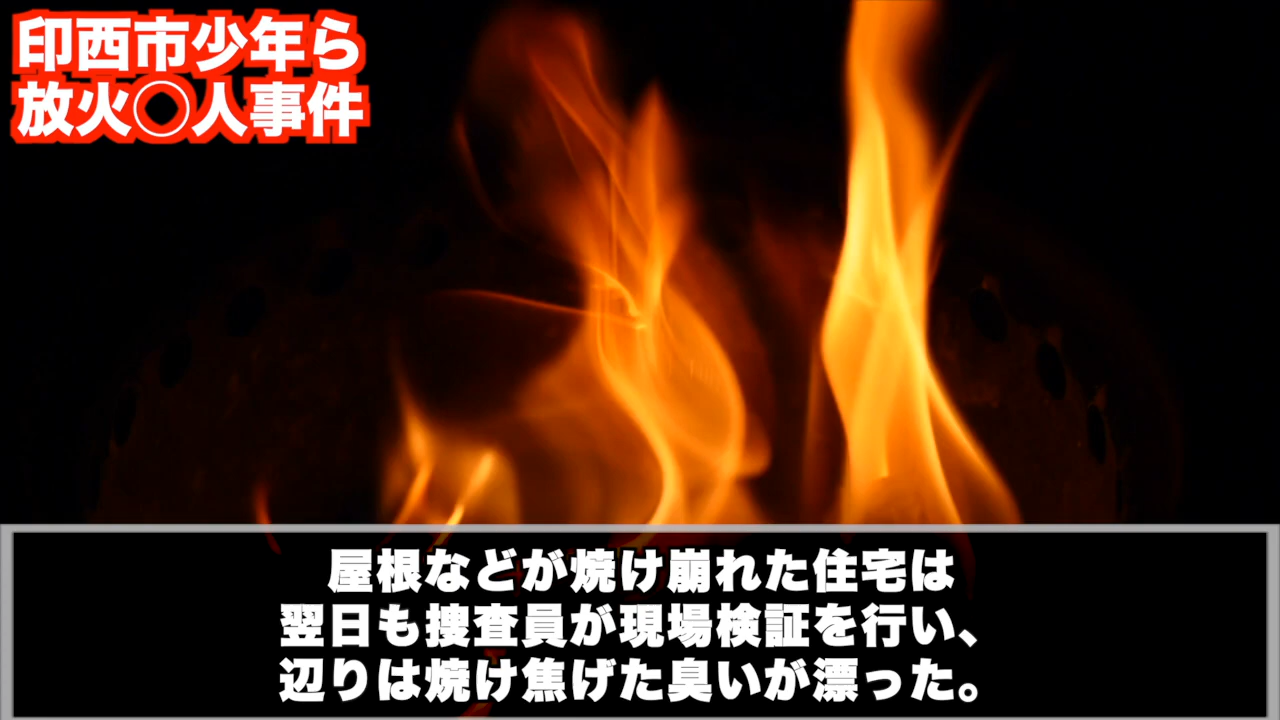 印西市少年ら
放火◯人事件
屋根などが焼け崩れた住宅は
翌日も捜査員が現場検証を行い、
辺りは焼け焦げた臭いが漂った。